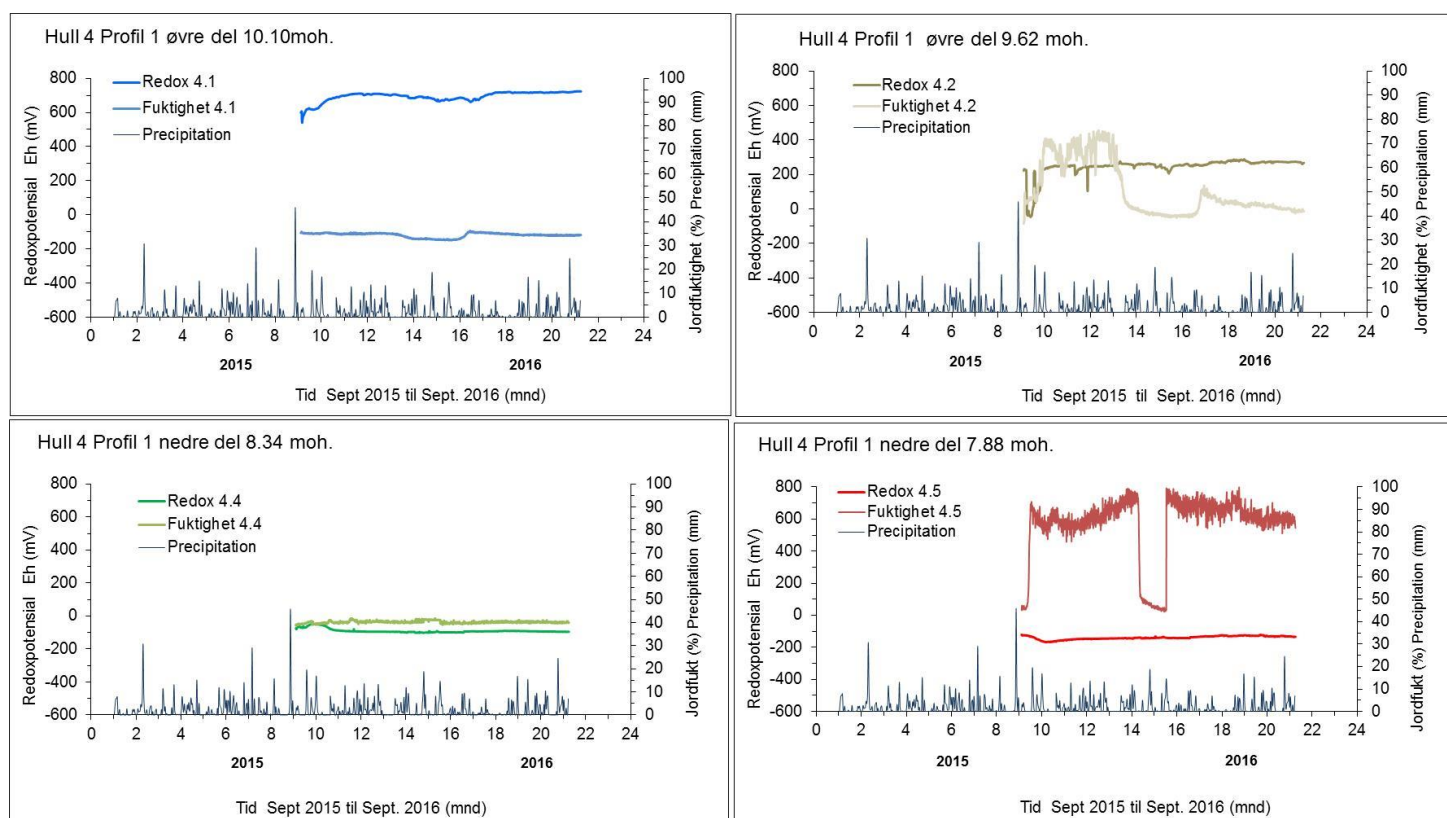 Hull 4 Profil 1 øvre del 10.10moh.
800
600
400
200
0
-200
-400
-600
Redoxpotensial Eh (mV)
Redox 4.1
Fuktighet 4.1
Precipitation
100
90
80
70
60
50
40
30
20
10
0
Jordfuktighet (%) Precipitation (mm)
0 2 4 6 8 10 12 14 16 18 20 22 24
2015 2016
Tid Sept 2015 til Sept. 2016 (mnd)
Hull 4 Profil 1 øvre del 9.62 moh.
800
600
400
200
0
-200
-400
-600
Redoxpotensial Eh (mV)
Redox 4.2
Fuktighet 4.2
Precipitation
100
90
80
70
60
50
40
30
20
10
0
Jordfuktighet (%) Precipitation (mm)
0 2 4 6 8 10 12 14 16 18 20 22 24
2015 2016
Tid Sept 2015 til Sept. 2016 (mnd)
Hull 4 Profil 1 nedre del 8.34 moh.
800
600
400
200
0
-200
-400
-600
Redoxpotensial Eh (mV)
Redox 4.4
Fuktighet 4.4
Precipitation
100
90
80
70
60
50
40
30
20
10
0
Jordfukt (%) Precipitation (mm)
0 2 4 6 8 10 12 14 16 18 20 22 24
2015 2016
Tid Sept 2015 til Sept. 2016 (mnd)
Hull 4 Profil 1 nedre del 7.88 moh.
800
600
400
200
0
-200
-400
-600
Redoxpotensial Eh (mV)
Redox 4.5
Fuktighet 4.5
Precipitation
100
90
80
70
60
50
40
30
20
10
0
Jordfukt (%) Precipitation (mm)
0 2 4 6 8 10 12 14 16 18 20 22 24
2015 2016
Tid Sept 2015 til Sept. 2016 (mnd)